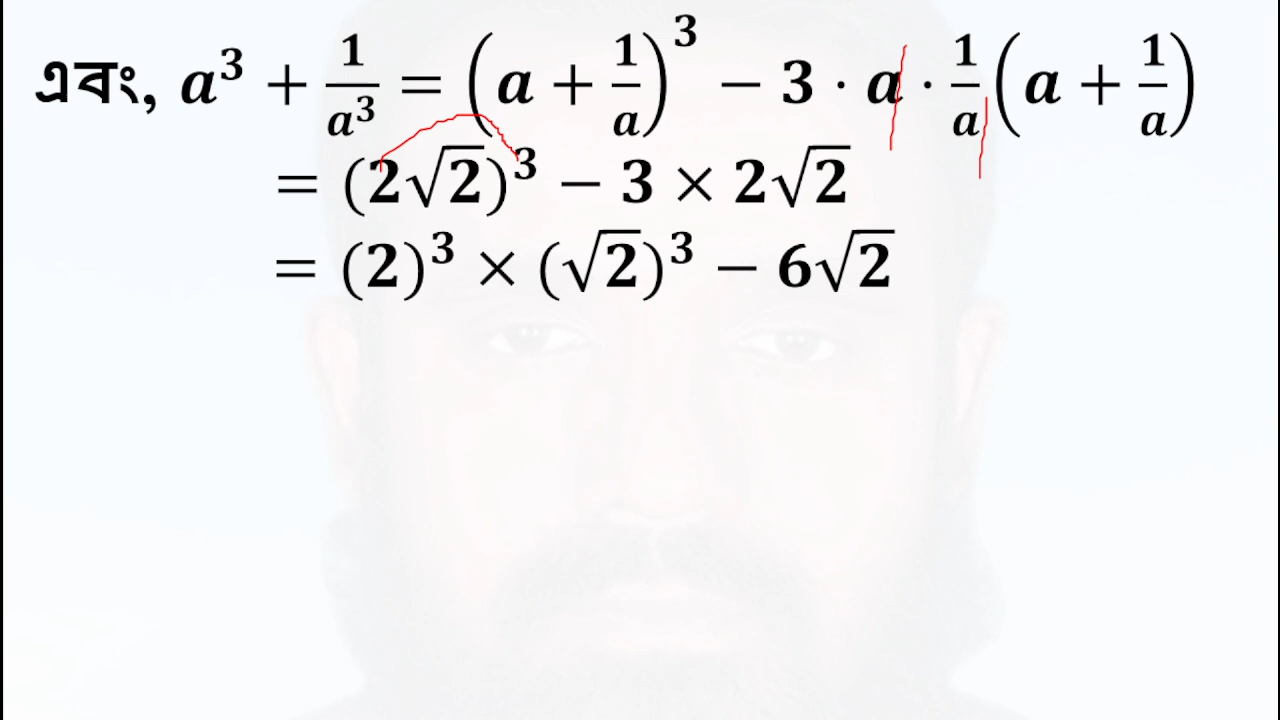 এবং, a³ + 1/a³ = (a + 1/a)³ − 3 · a · 1/a (a + 1/a)
= (2√2)³ − 3 × 2√2
= (2)³ × (√2)³ − 6√2